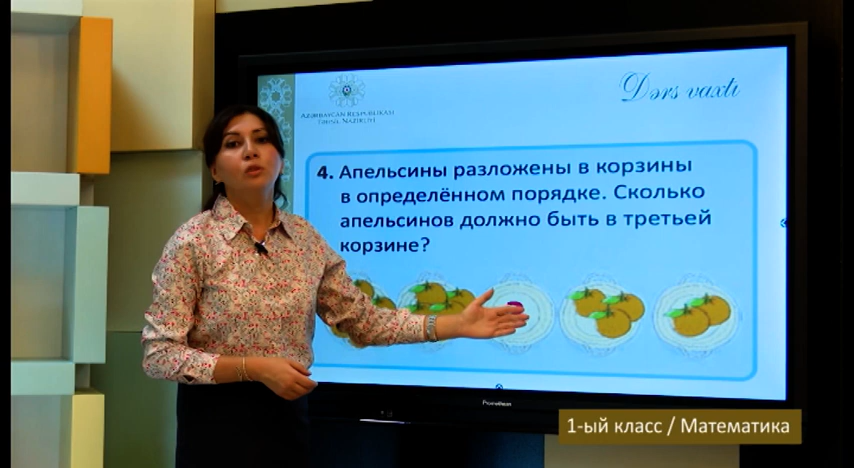 Dərs vaxtı
AZƏRBAYCAN RESPUBLİKASI
TƏHSİL NAZİRLİYİ
4. Апельсины разложены в корзины
в определённом порядке. Сколько
апельсинов должно быть в третьей
корзине?
Promethean
1-ый класс / Математика